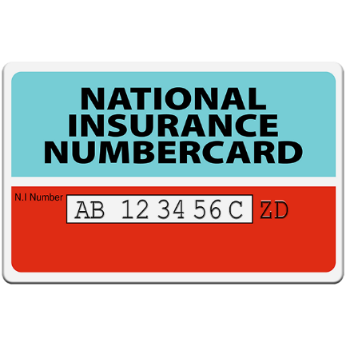 NATIONAL
INSURANCE
NUMBERCARD
N.I Number AB 12 34 56 C ZD